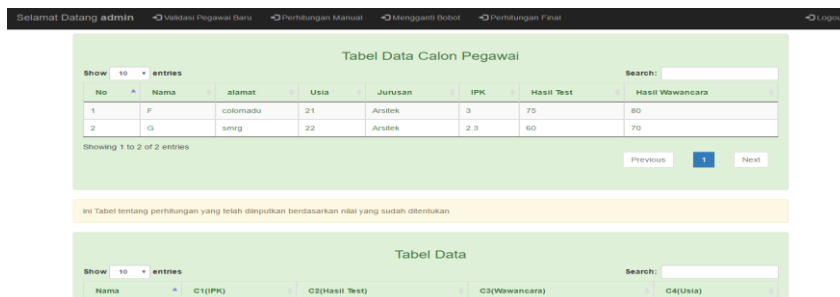 Selamat Datang admin Validasi Pegawai Baru Perhitungan Manual Mengganti Bobot Perhitungan Final Logout
Tabel Data Calon Pegawai
Show 10 entries Search:
No Nama alamat Usia Jurusan IPK Hasil Test Hasil Wawancara
1 F colomadu 21 Arsitek 3 75 80
2 G smrg 22 Arsitek 2.3 60 70
Showing 1 to 2 of 2 entries
Previous 1 Next
ini Tabel tentang perhitungan yang telah diinputkan berdasarkan nilai yang sudah ditentukan
Tabel Data
Show 10 entries Search:
Nama C1(IPK) C2(Hasil Test) C3(Wawancara) C4(Usia)